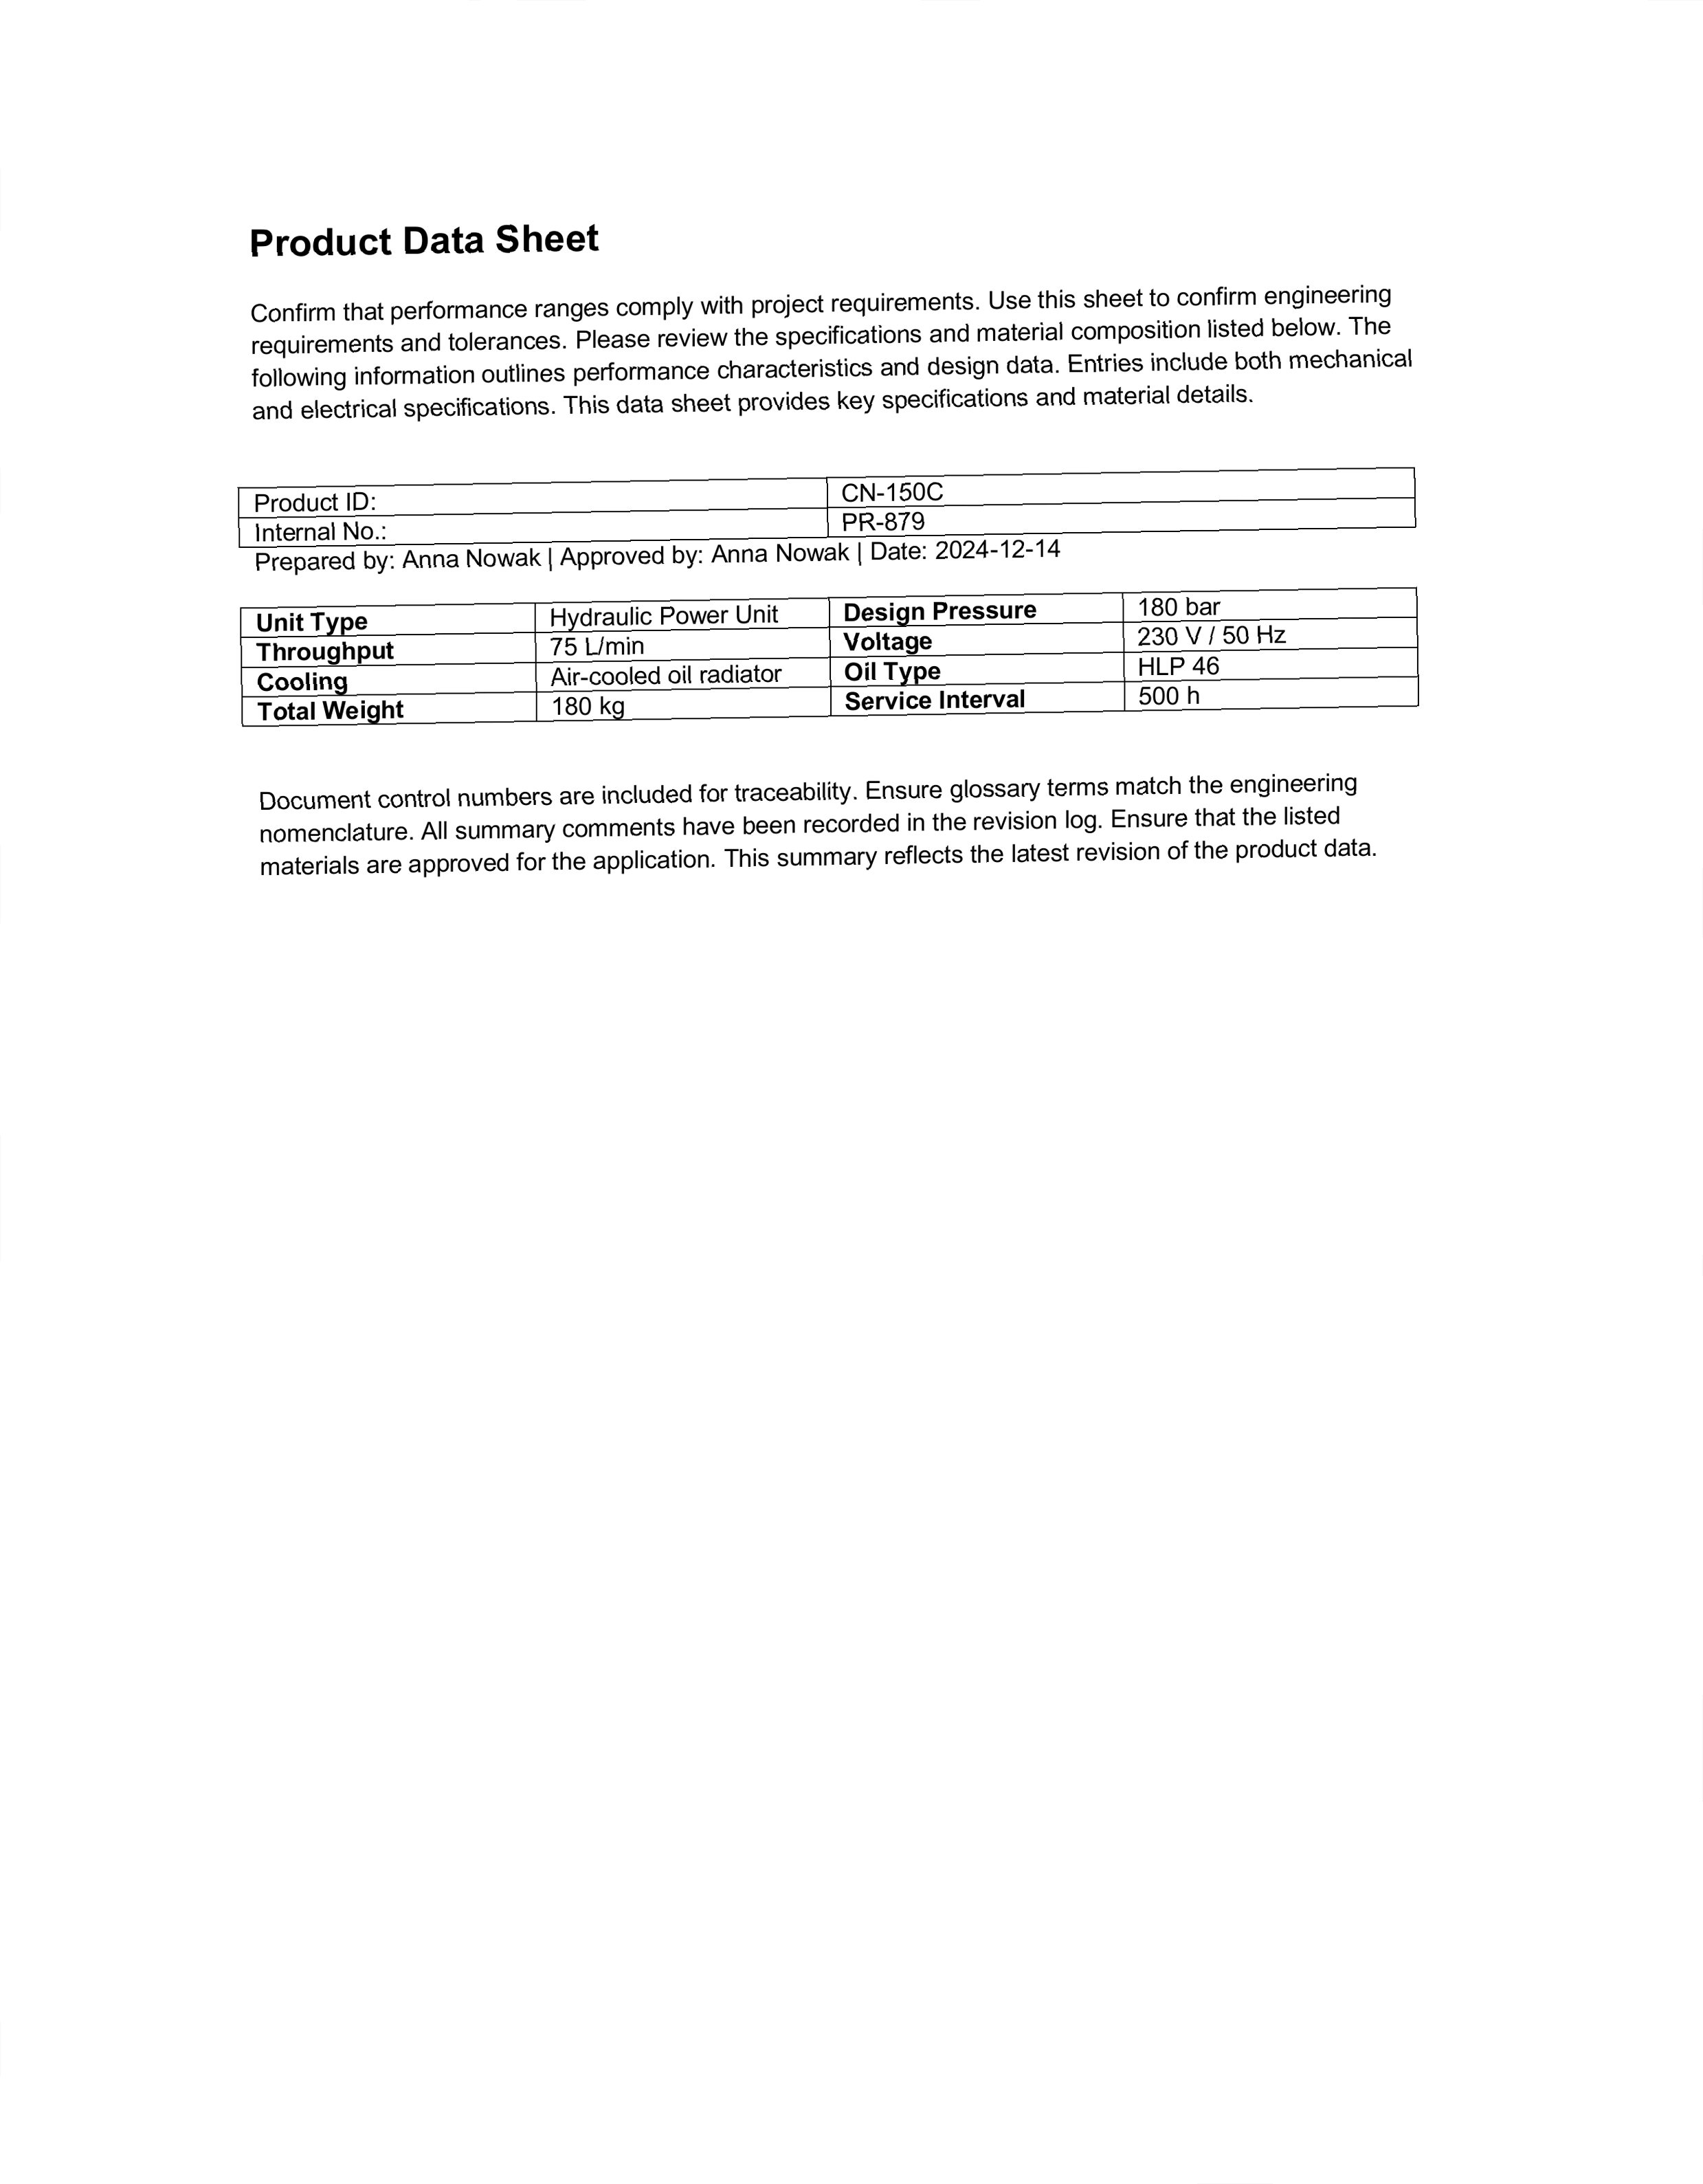 Product Data Sheet
Confirm that performance ranges comply with project requirements. Use this sheet to confirm engineering
requirements and tolerances. Please review the specifications and material composition listed below. The
following information outlines performance characteristics and design data. Entries include both mechanical
and electrical specifications. This data sheet provides key specifications and material details.
Product ID: CN-150C
Internal No.: PR-879
Prepared by: Anna Nowak | Approved by: Anna Nowak | Date: 2024-12-14
Unit Type Hydraulic Power Unit Design Pressure 180 bar
Throughput 75 L/min Voltage 230 V / 50 Hz
Cooling Air-cooled oil radiator Oil Type HLP 46
Total Weight 180 kg Service Interval 500 h
Document control numbers are included for traceability. Ensure glossary terms match the engineering
nomenclature. All summary comments have been recorded in the revision log. Ensure that the listed
materials are approved for the application. This summary reflects the latest revision of the product data.